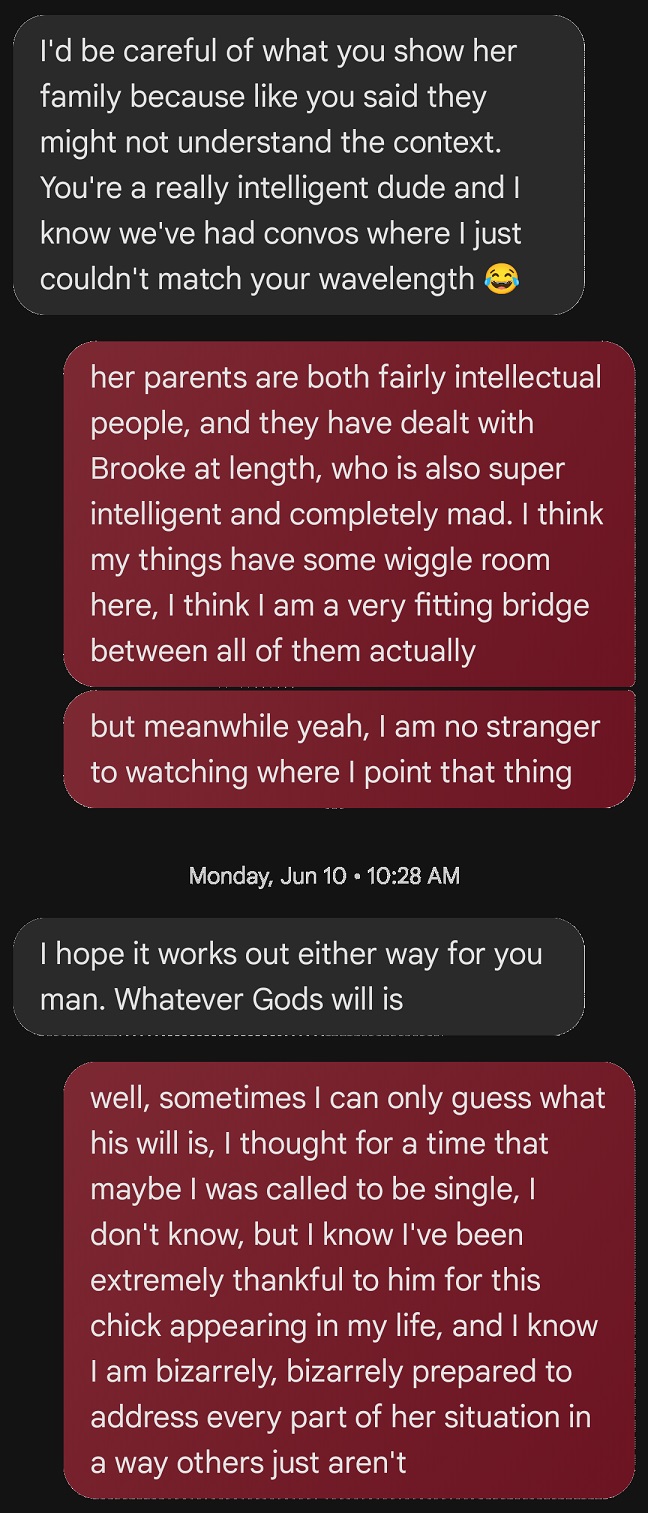 I'd be careful of what you show her
family because like you said they
might not understand the context.
You're a really intelligent dude and I
know we've had convos where I just
couldn't match your wavelength 😂
her parents are both fairly intellectual
people, and they have dealt with
Brooke at length, who is also super
intelligent and completely mad. I think
my things have some wiggle room
here, I think I am a very fitting bridge
between all of them actually
but meanwhile yeah, I am no stranger
to watching where I point that thing
Monday, Jun 10 • 10:28 AM
I hope it works out either way for you
man. Whatever Gods will is
well, sometimes I can only guess what
his will is, I thought for a time that
maybe I was called to be single, I
don't know, but I know I've been
extremely thankful to him for this
chick appearing in my life, and I know
I am bizarrely, bizarrely prepared to
address every part of her situation in
a way others just aren't